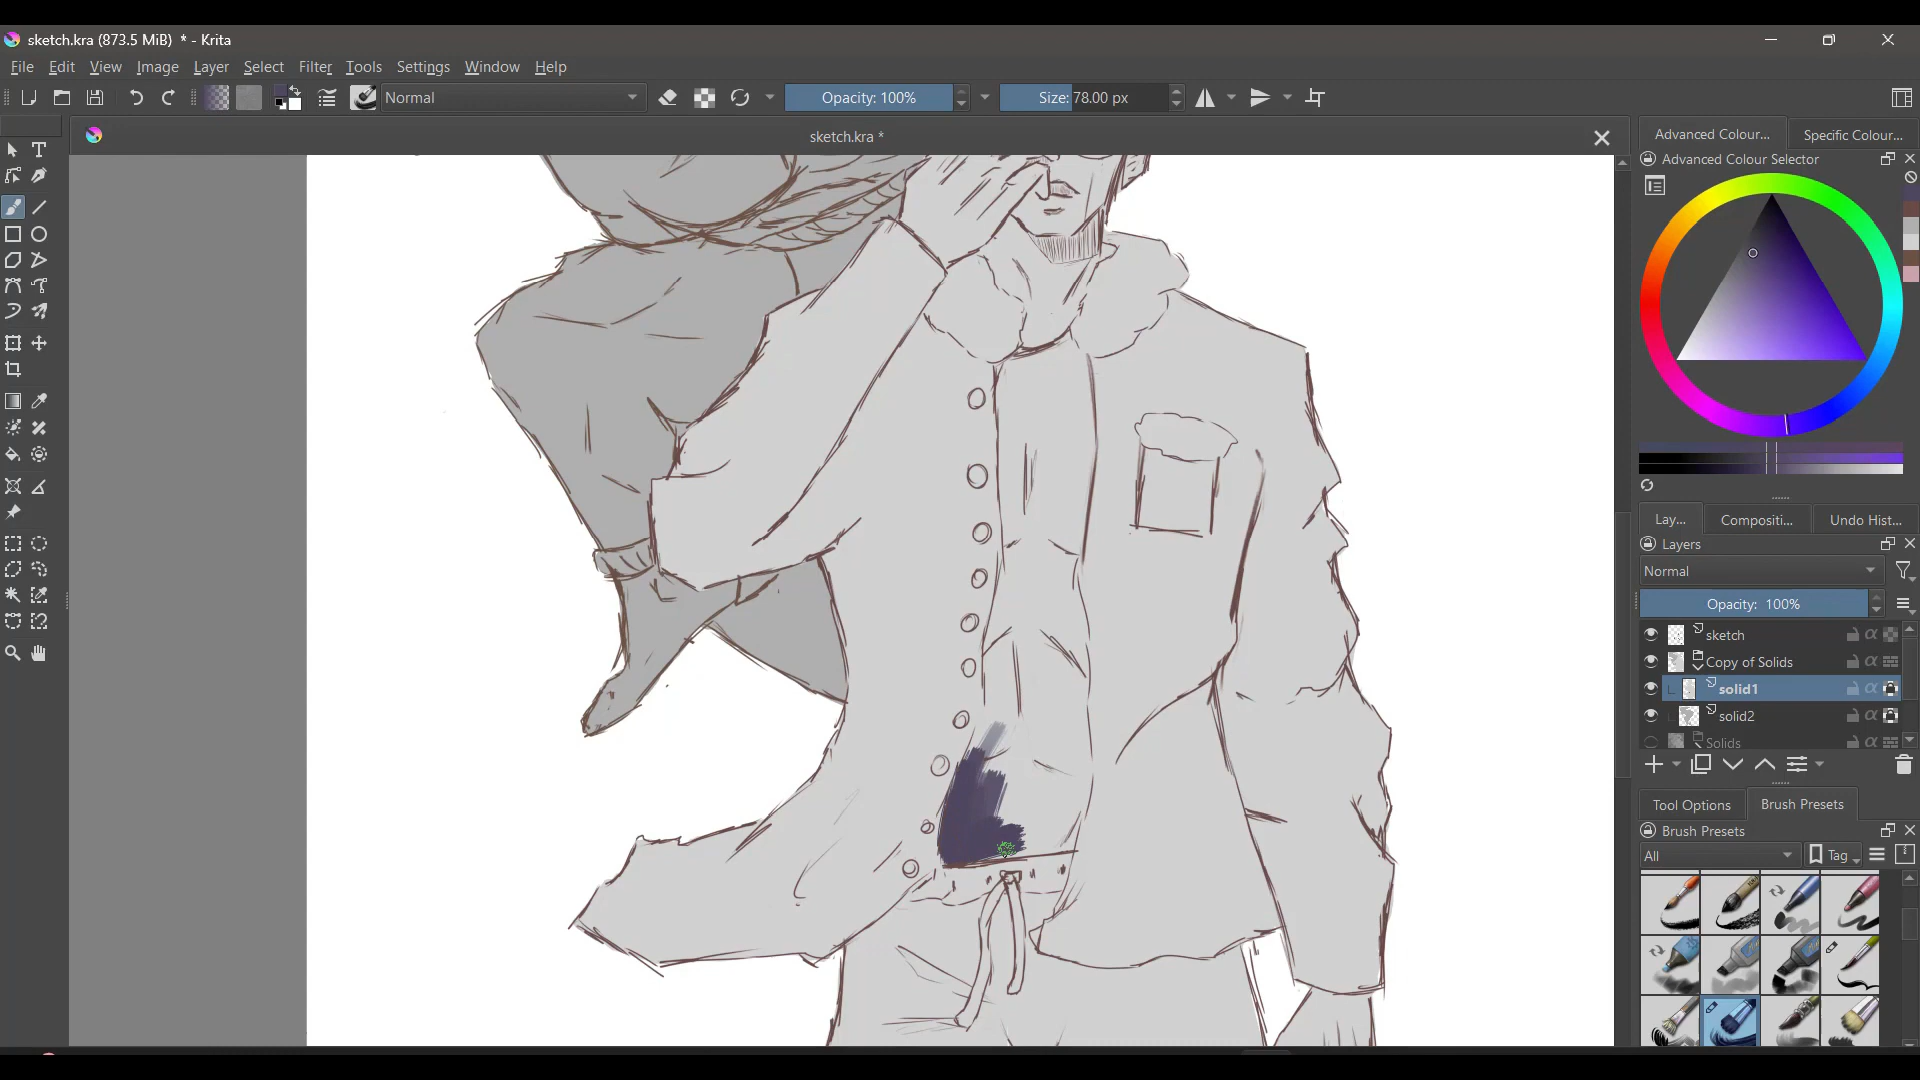 sketch.kra (873.5 MiB) * - Krita
File Edit View Image Layer Select Filter Tools Settings Window Help
Normal Opacity: 100% Size: 78.00 px
sketch.kra *
Advanced Colour... Specific Colour...
Advanced Colour Selector
Lay... Compositi... Undo Hist...
Layers
Normal
Opacity: 100%
sketch
Copy of Solids
solid1
solid2
Solids
Tool Options Brush Presets
Brush Presets
All Tag